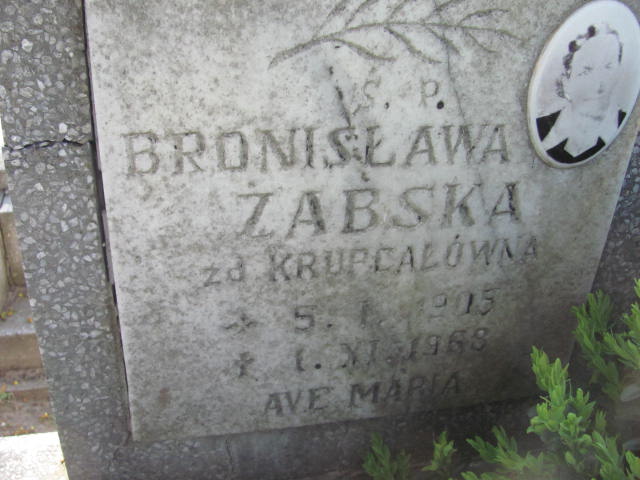 Ś. P.
BRONISŁAWA
ŻABSKA
zd KRUPCAŁÓWNA
* 5. I. 1905
† 1. XI. 1968
AVE MARIA